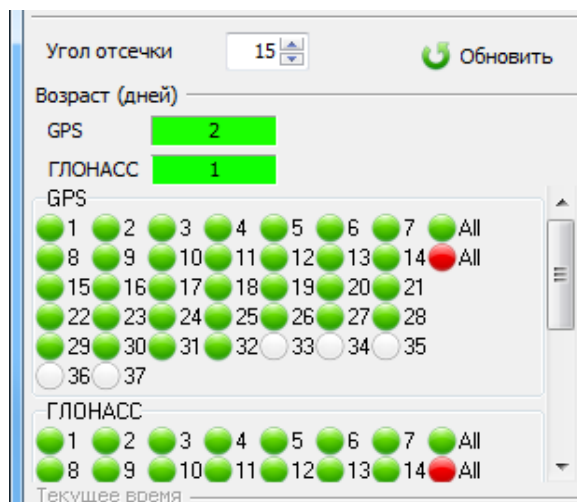 Угол отсечки 15 Обновить
Возраст (дней)
GPS 2
ГЛОНАСС 1
GPS
1 2 3 4 5 6 7 All
8 9 10 11 12 13 14 All
15 16 17 18 19 20 21
22 23 24 25 26 27 28
29 30 31 32 33 34 35
36 37
ГЛОНАСС
1 2 3 4 5 6 7 All
8 9 10 11 12 13 14 All
Текущее время